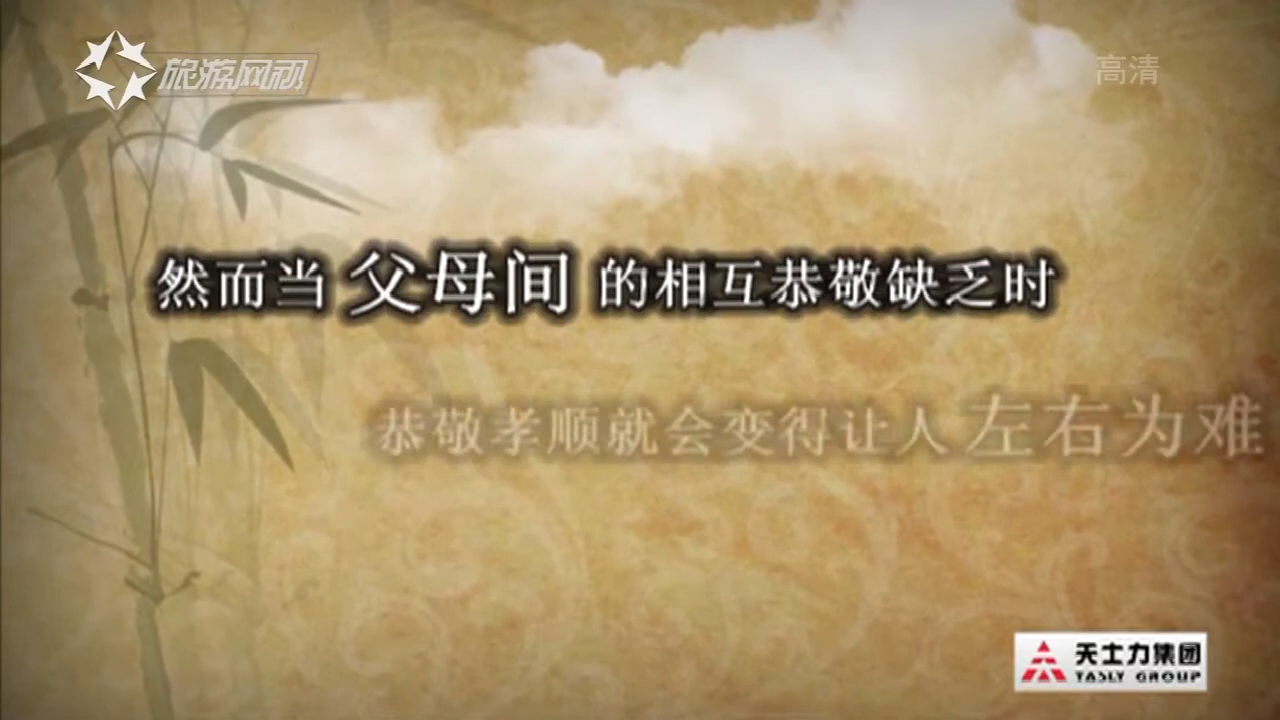 旅游网视
高清
然而当父母间的相互恭敬缺乏时
恭敬孝顺就会变得让人左右为难
天士力集团
TASLY GROUP